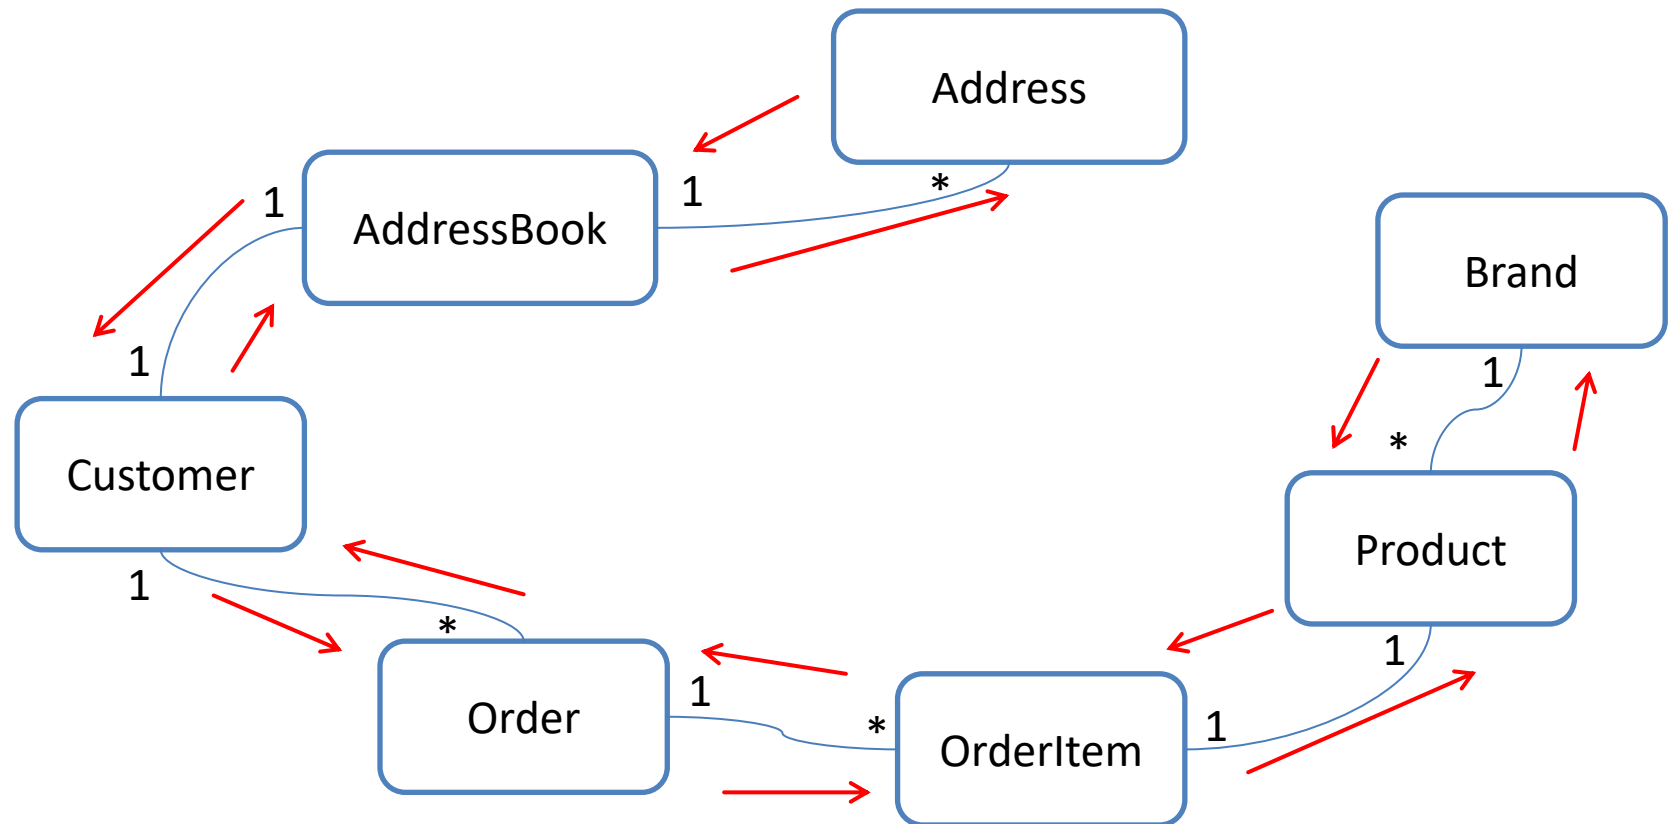 Address
1
*
1
AddressBook
Brand
1
1
*
Customer
Product
1
*
1
Order
1
*
1
OrderItem